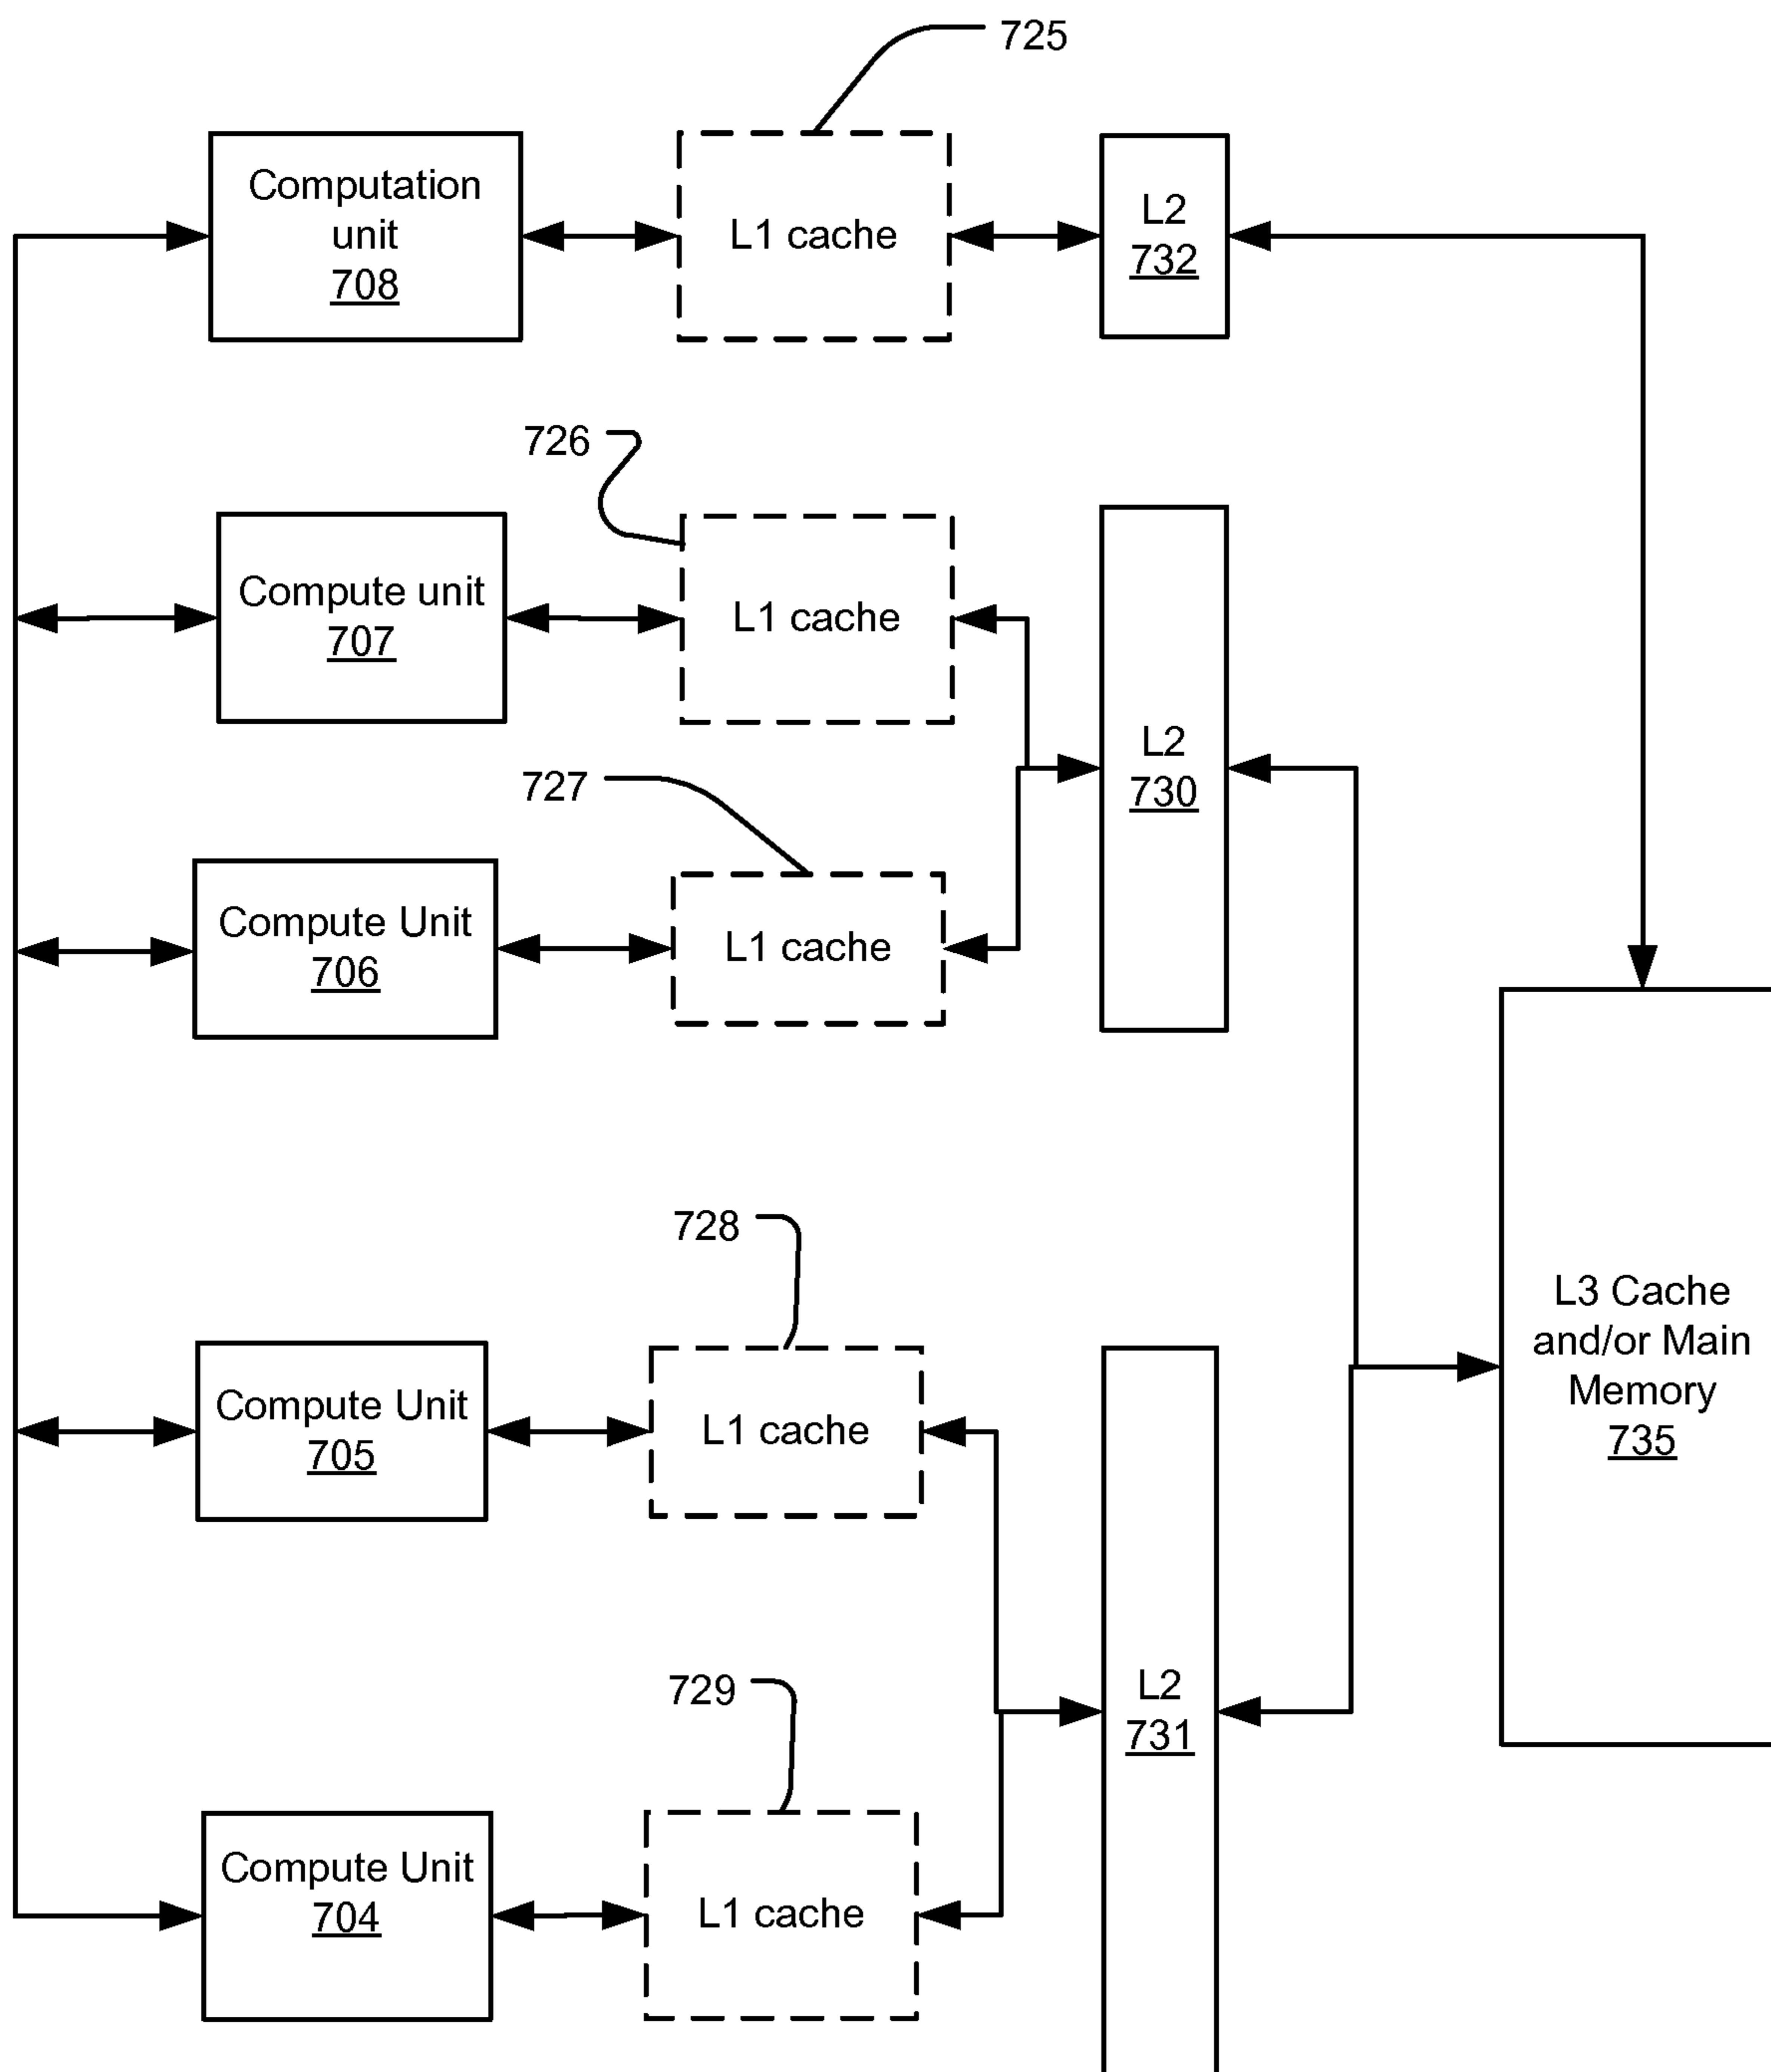 725
Computation
unit
708
L1 cache
L2
732
726
Compute unit
707
L1 cache
L2
730
727
Compute Unit
706
L1 cache
728
L3 Cache
and/or Main
Memory
735
Compute Unit
705
L1 cache
729
L2
731
Compute Unit
704
L1 cache